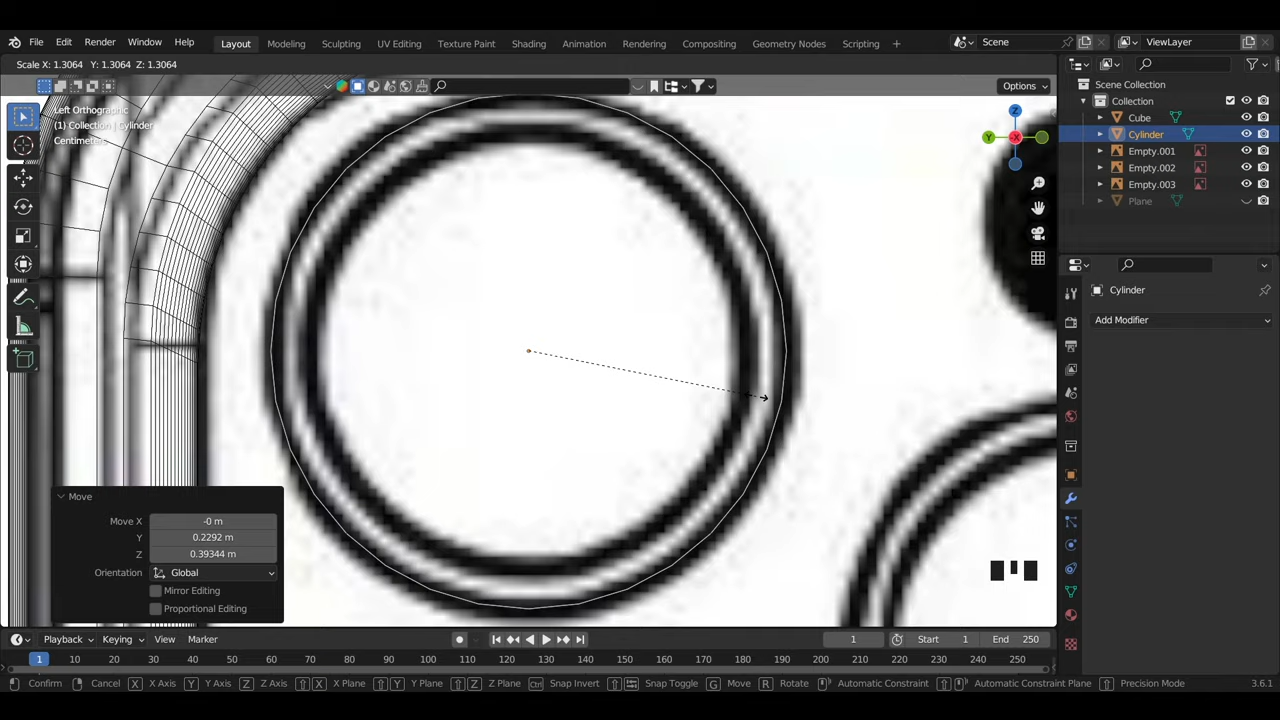 File Edit Render Window Help Layout Modeling Sculpting UV Editing Texture Paint Shading Animation Rendering Compositing Geometry Nodes Scripting + Scene ViewLayer
Scale X: 1.3064 Y: 1.3064 Z: 1.3064
Options
Left Orthographic
(1) Collection | Cylinder
Centimeters
Z
Y
-X
Scene Collection
Collection
Cube
Cylinder
Empty.001
Empty.002
Empty.003
Plane
Cylinder
Add Modifier
Move
Move X -0 m
Y 0.2292 m
Z 0.39344 m
Orientation Global
Mirror Editing
Proportional Editing
Playback Keying View Marker 1 Start 1 End 250
1 10 20 30 40 50 60 70 80 90 100 110 120 130 140 150 160 170 180 190 200 210 220 230 240 250
Confirm Cancel X X Axis Y Y Axis Z Z Axis X X Plane Y Y Plane Z Z Plane Ctrl Snap Invert Snap Toggle G Move R Rotate Automatic Constraint Automatic Constraint Plane Precision Mode 3.6.1